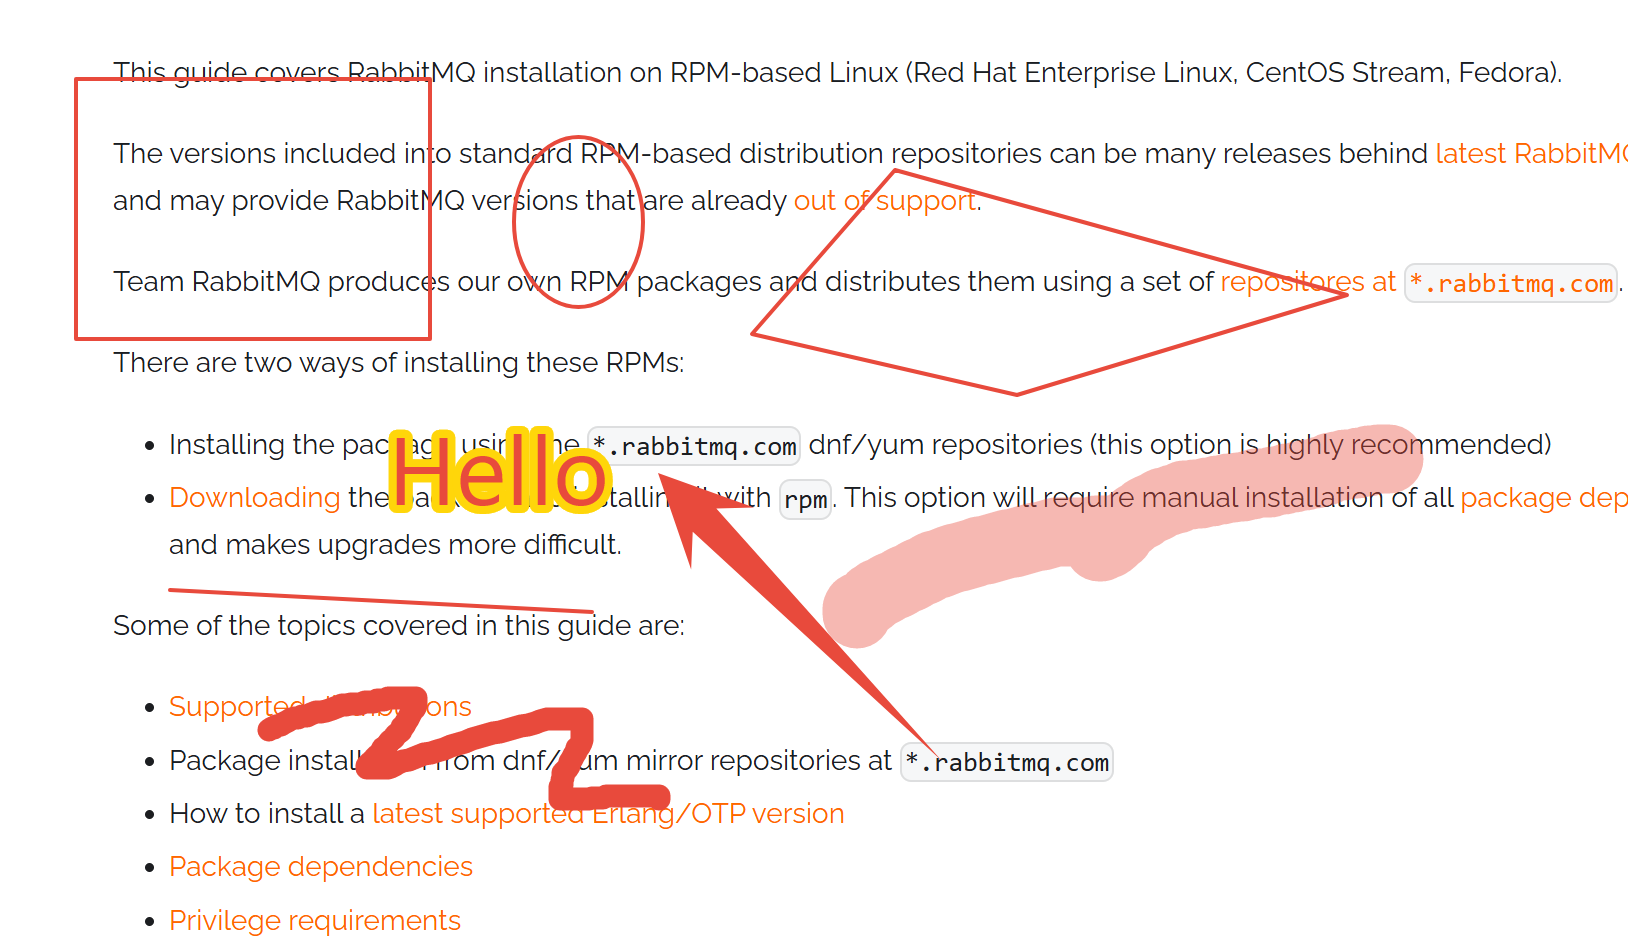 This guide covers RabbitMQ installation on RPM-based Linux (Red Hat Enterprise Linux, CentOS Stream, Fedora).
The versions included into standard RPM-based distribution repositories can be many releases behind latest RabbitMQ
and may provide RabbitMQ versions that are already out of support.
Team RabbitMQ produces our own RPM packages and distributes them using a set of repositores at *.rabbitmq.com.
There are two ways of installing these RPMs:
Installing the package using the *.rabbitmq.com dnf/yum repositories (this option is highly recommended)
Hello
Downloading the with rpm. This option will require manual installation of all package
and makes upgrades more difficult.
Some of the topics covered in this guide are:
Supported
Package from mirror repositories at *.rabbitmq.com
How to install a latest supported Erlang/OTP version
Package dependencies
Privilege requirements